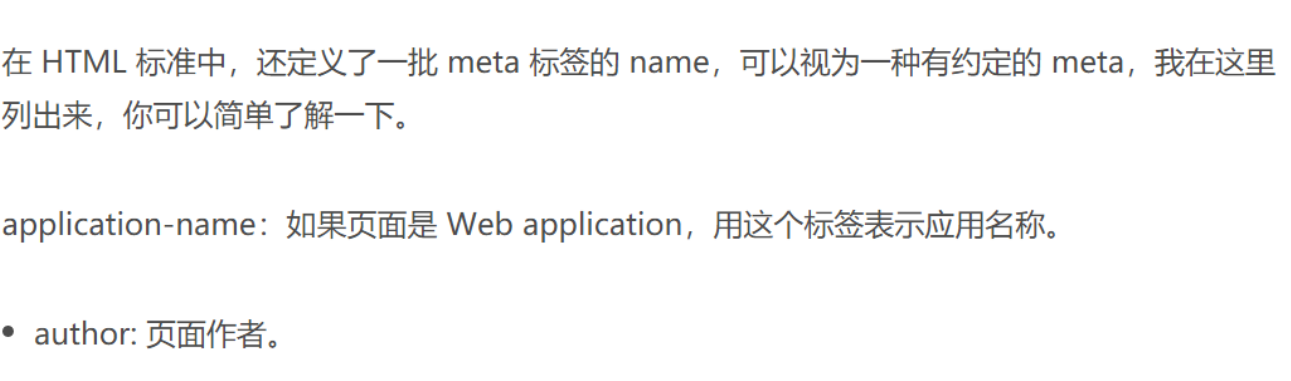 在 HTML 标准中，还定义了一批 meta 标签的 name，可以视为一种有约定的 meta，我在这里
列出来，你可以简单了解一下。
application-name：如果页面是 Web application，用这个标签表示应用名称。
• author: 页面作者。